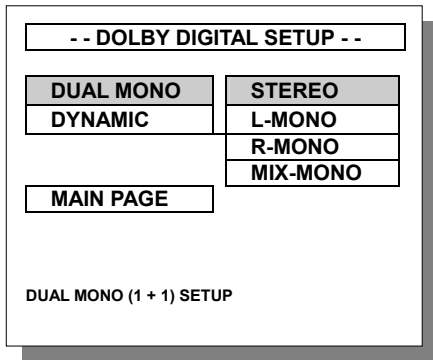 - - DOLBY DIGITAL SETUP - -
DUAL MONO
STEREO
DYNAMIC
L-MONO
R-MONO
MIX-MONO
MAIN PAGE
DUAL MONO (1 + 1) SETUP